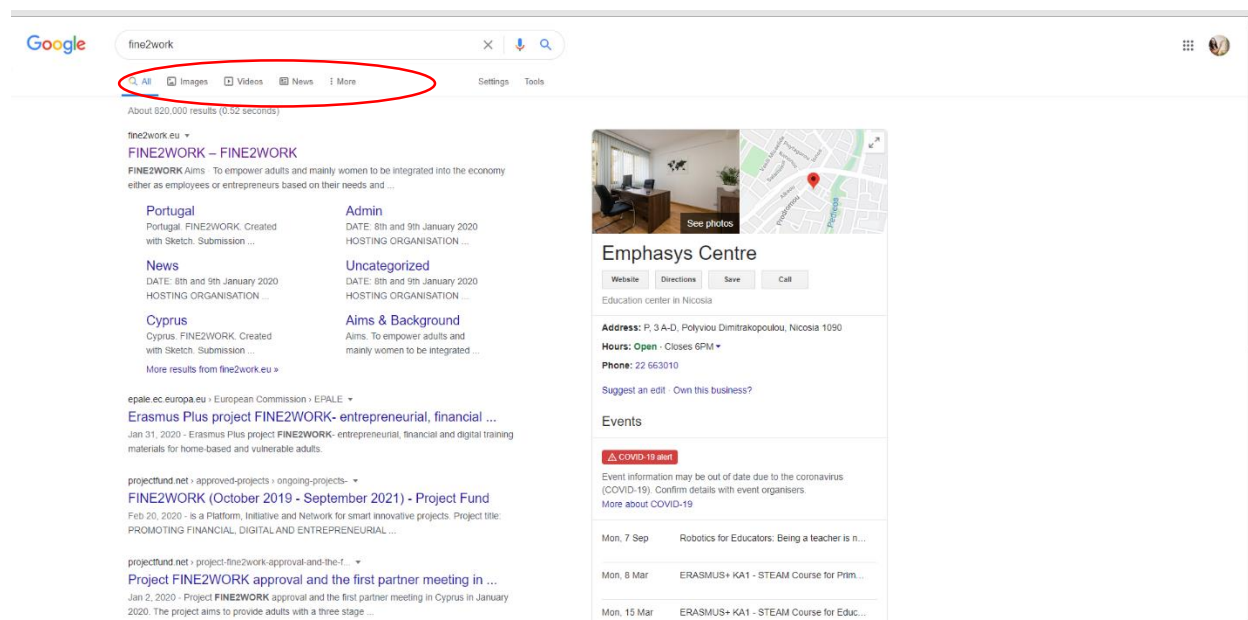 Google
fine2work
All Images Videos News More Settings Tools
About 820,000 results (0.52 seconds)
fine2work.eu
FINE2WORK – FINE2WORK
FINE2WORK Aims · To empower adults and mainly women to be integrated into the economy
either as employees or entrepreneurs based on their needs and ...
Portugal
Portugal. FINE2WORK. Created
with Sketch. Submission ...
Admin
DATE: 8th and 9th January 2020
HOSTING ORGANISATION ...
News
DATE: 8th and 9th January 2020
HOSTING ORGANISATION ...
Uncategorized
DATE: 8th and 9th January 2020
HOSTING ORGANISATION ...
Cyprus
Cyprus. FINE2WORK. Created
with Sketch. Submission ...
Aims & Background
Aims. To empower adults and
mainly women to be integrated ...
More results from fine2work.eu »
epale.ec.europa.eu › European Commission › EPALE
Erasmus Plus project FINE2WORK- entrepreneurial, financial ...
Jan 31, 2020 - Erasmus Plus project FINE2WORK- entrepreneurial, financial and digital training
materials for home-based and vulnerable adults.
projectfund.net › approved-projects › ongoing-projects-
FINE2WORK (October 2019 - September 2021) - Project Fund
Feb 20, 2020 - is a Platform, Initiative and Network for smart innovative projects. Project title:
PROMOTING FINANCIAL, DIGITAL AND ENTREPRENEURIAL ...
projectfund.net › project-fine2work-approval-and-the-f...
Project FINE2WORK approval and the first partner meeting in ...
Jan 2, 2020 - Project FINE2WORK approval and the first partner meeting in Cyprus in January
2020. The project aims to provide adults with a three stage ...
See photos
Emphasys Centre
Website Directions Save Call
Education center in Nicosia
Address: P, 3 A-D, Polyviou Dimitrakopoulou, Nicosia 1090
Hours: Open · Closes 6PM
Phone: 22 663010
Suggest an edit · Own this business?
Events
COVID-19 alert
Event information may be out of date due to the coronavirus
(COVID-19). Confirm details with event organisers.
More about COVID-19
Mon, 7 Sep Robotics for Educators: Being a teacher is n...
Mon, 8 Mar ERASMUS+ KA1 - STEAM Course for Prim...
Mon, 15 Mar ERASMUS+ KA1 - STEAM Course for Educ...